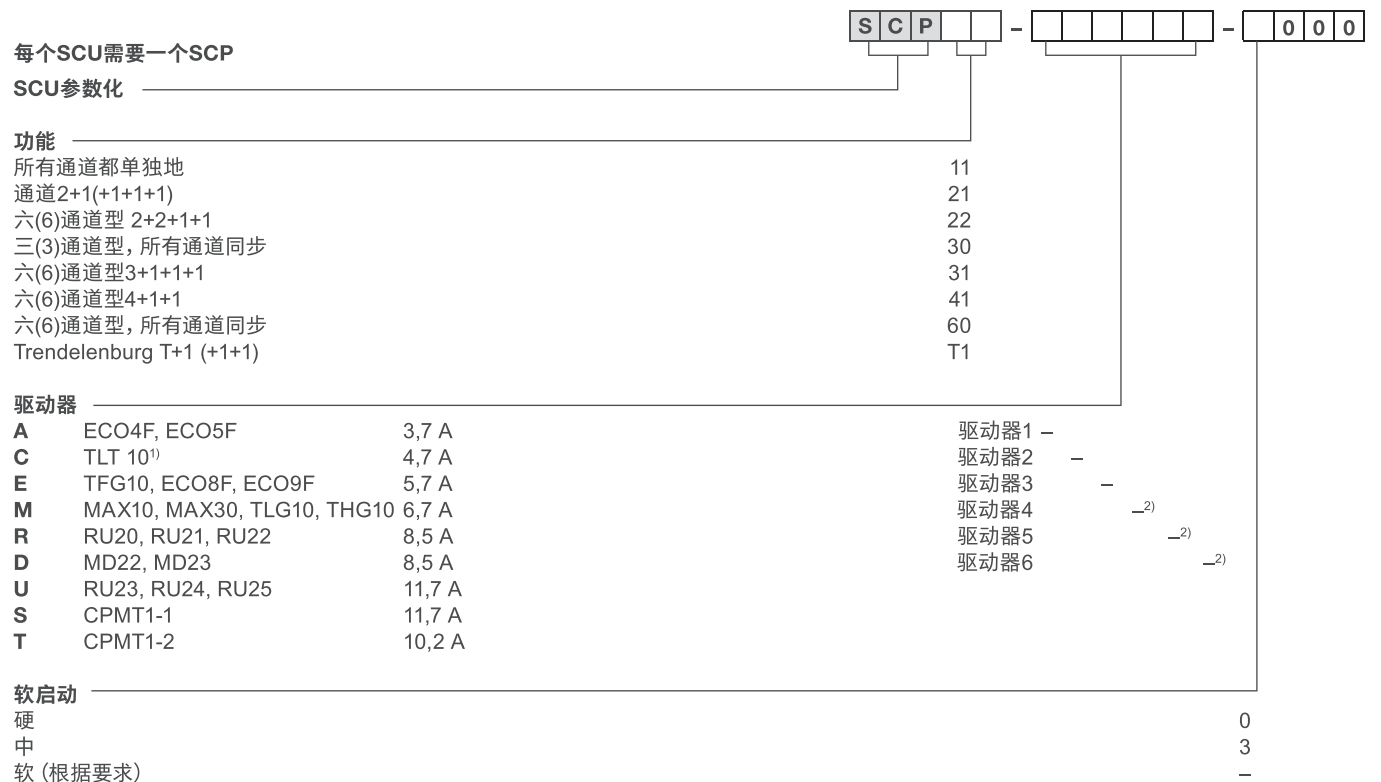 SCP – – 000
每个SCU需要一个SCP
SCU参数化
功能
所有通道都单独地 11
通道2+1(+1+1+1) 21
六(6)通道型 2+2+1+1 22
三(3)通道型，所有通道同步 30
六(6)通道型3+1+1+1 31
六(6)通道型4+1+1 41
六(6)通道型，所有通道同步 60
Trendelenburg T+1 (+1+1) T1
驱动器
A ECO4F, ECO5F 3,7 A 驱动器1 –
C TLT 10¹⁾ 4,7 A 驱动器2 –
E TFG10, ECO8F, ECO9F 5,7 A 驱动器3 –
M MAX10, MAX30, TLG10, THG10 6,7 A 驱动器4 –²⁾
R RU20, RU21, RU22 8,5 A 驱动器5 –²⁾
D MD22, MD23 8,5 A 驱动器6 –²⁾
U RU23, RU24, RU25 11,7 A
S CPMT1-1 11,7 A
T CPMT1-2 10,2 A
软启动
硬 0
中 3
软（根据要求） –